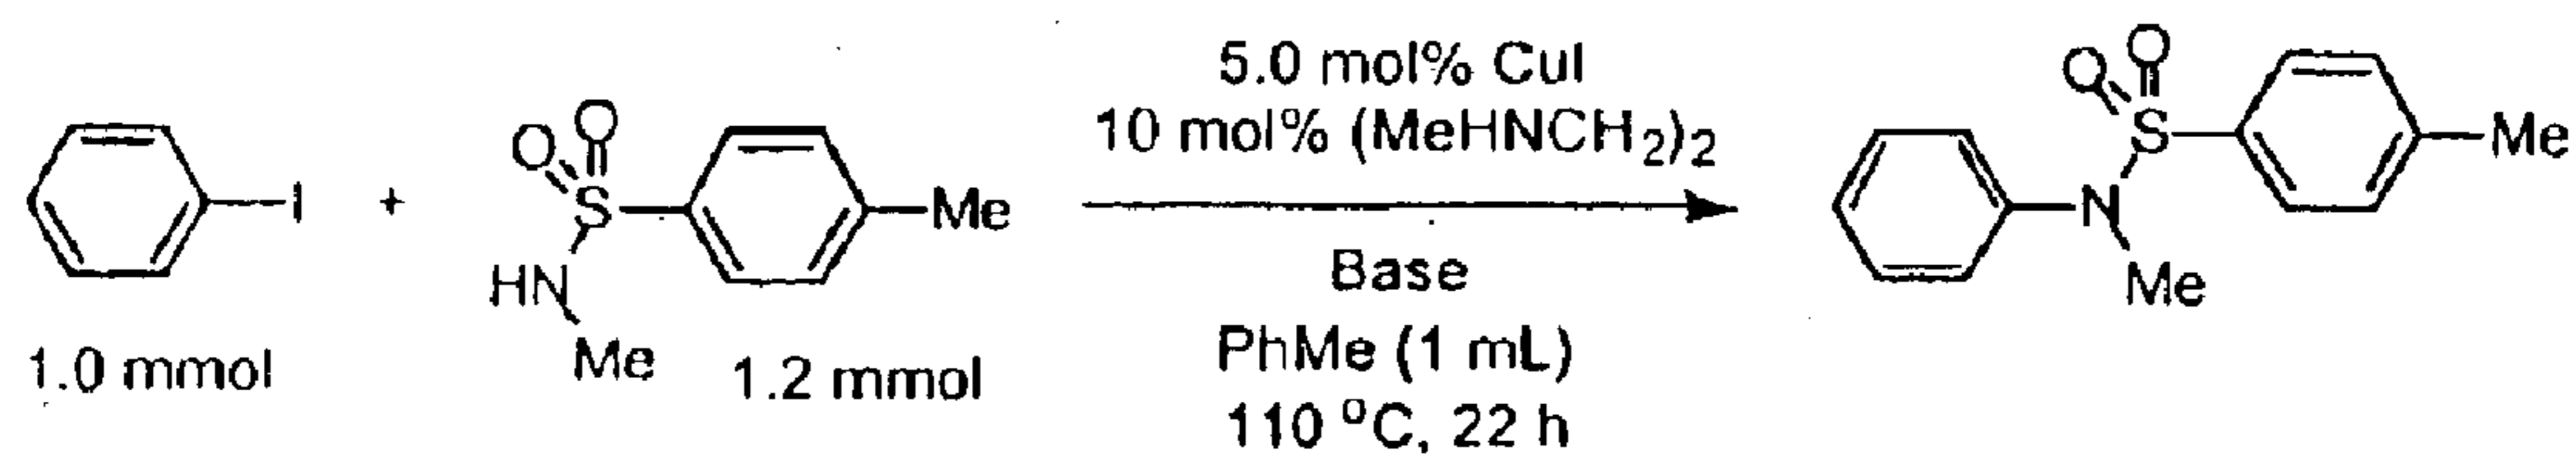 I
+
O
O
S
Me
HN
Me
1.0 mmol
1.2 mmol
5.0 mol% CuI
10 mol% (MeHNCH2)2
Base
PhMe (1 mL)
110 °C, 22 h
O
O
S
Me
N
Me